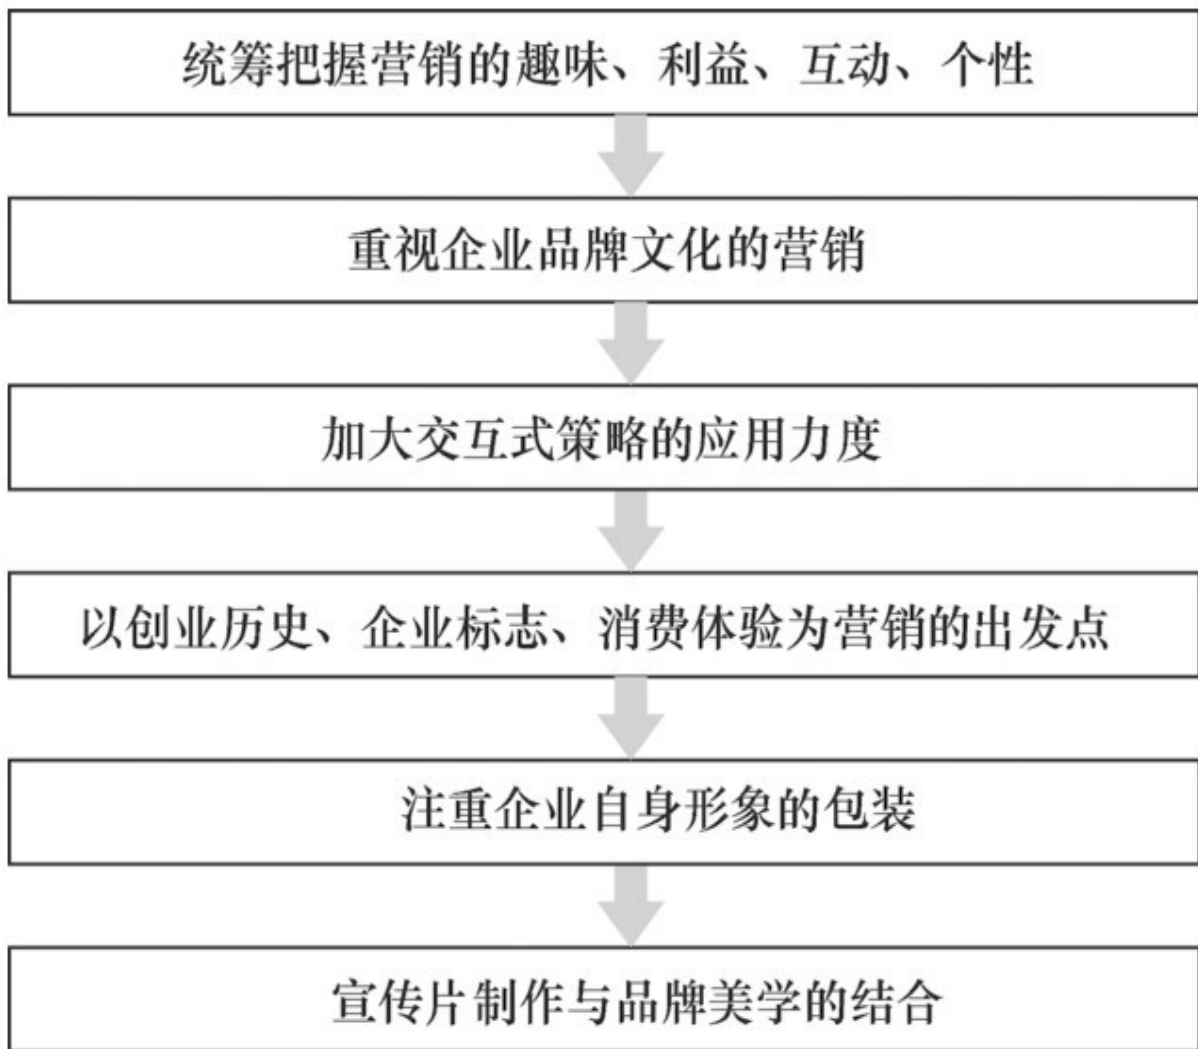 统筹把握营销的趣味、利益、互动、个性
重视企业品牌文化的营销
加大交互式策略的应用力度
以创业历史、企业标志、消费体验为营销的出发点
注重企业自身形象的包装
宣传片制作与品牌美学的结合